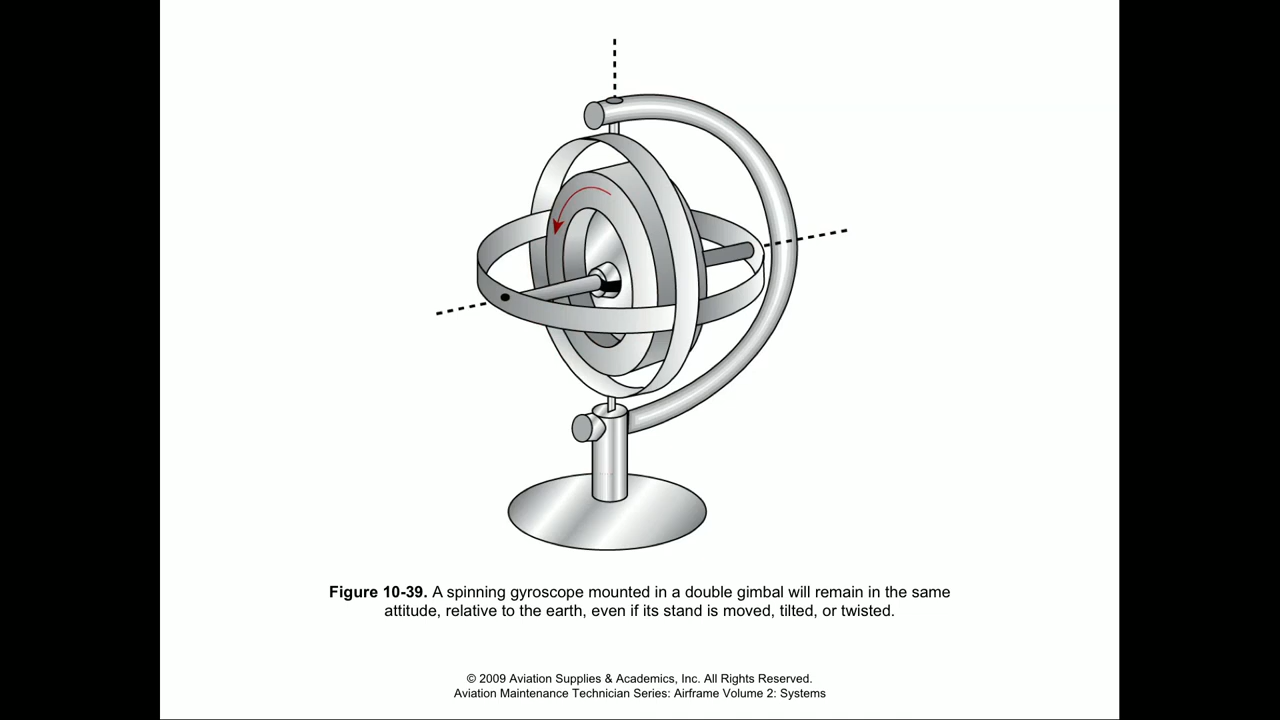 Figure 10-39. A spinning gyroscope mounted in a double gimbal will remain in the same
attitude, relative to the earth, even if its stand is moved, tilted, or twisted.
© 2009 Aviation Supplies & Academics, Inc. All Rights Reserved.
Aviation Maintenance Technician Series: Airframe Volume 2: Systems